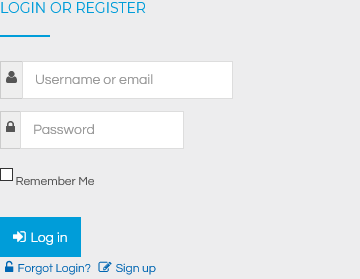 LOGIN OR REGISTER
Username or email
Password
Remember Me
Log in
Forgot Login? Sign up